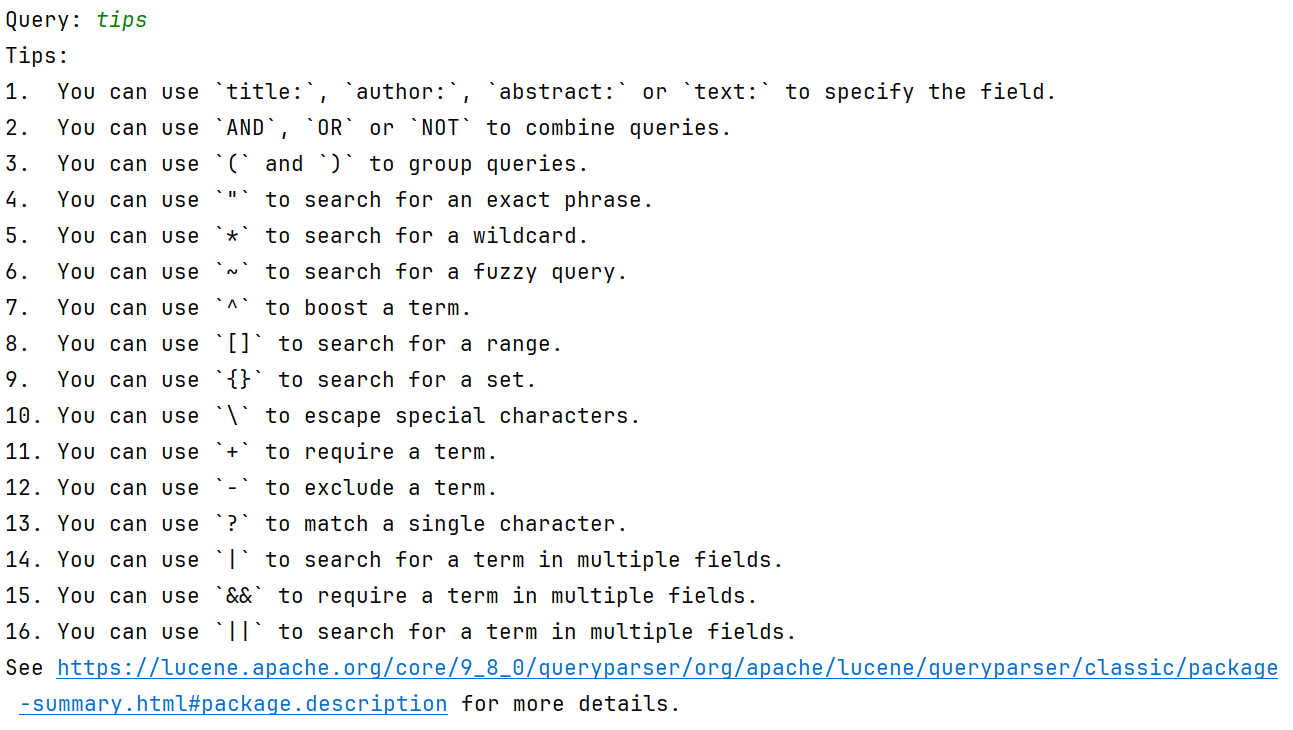 Query: tips
Tips:
1.  You can use `title:`, `author:`, `abstract:` or `text:` to specify the field.
2.  You can use `AND`, `OR` or `NOT` to combine queries.
3.  You can use `(` and `)` to group queries.
4.  You can use `"` to search for an exact phrase.
5.  You can use `*` to search for a wildcard.
6.  You can use `~` to search for a fuzzy query.
7.  You can use `^` to boost a term.
8.  You can use `[]` to search for a range.
9.  You can use `{}` to search for a set.
10. You can use `\` to escape special characters.
11. You can use `+` to require a term.
12. You can use `-` to exclude a term.
13. You can use `?` to match a single character.
14. You can use `|` to search for a term in multiple fields.
15. You can use `&&` to require a term in multiple fields.
16. You can use `||` to search for a term in multiple fields.
See https://lucene.apache.org/core/9_8_0/queryparser/org/apache/lucene/queryparser/classic/package
-summary.html#package.description for more details.